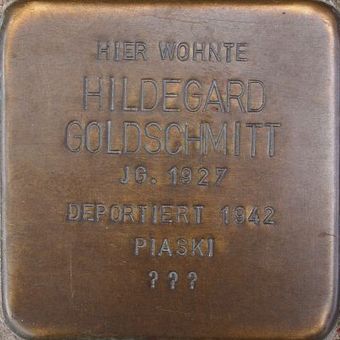 HIER WOHNTE
HILDEGARD
GOLDSCHMITT
JG. 1927
DEPORTIERT 1942
PIASKI
???